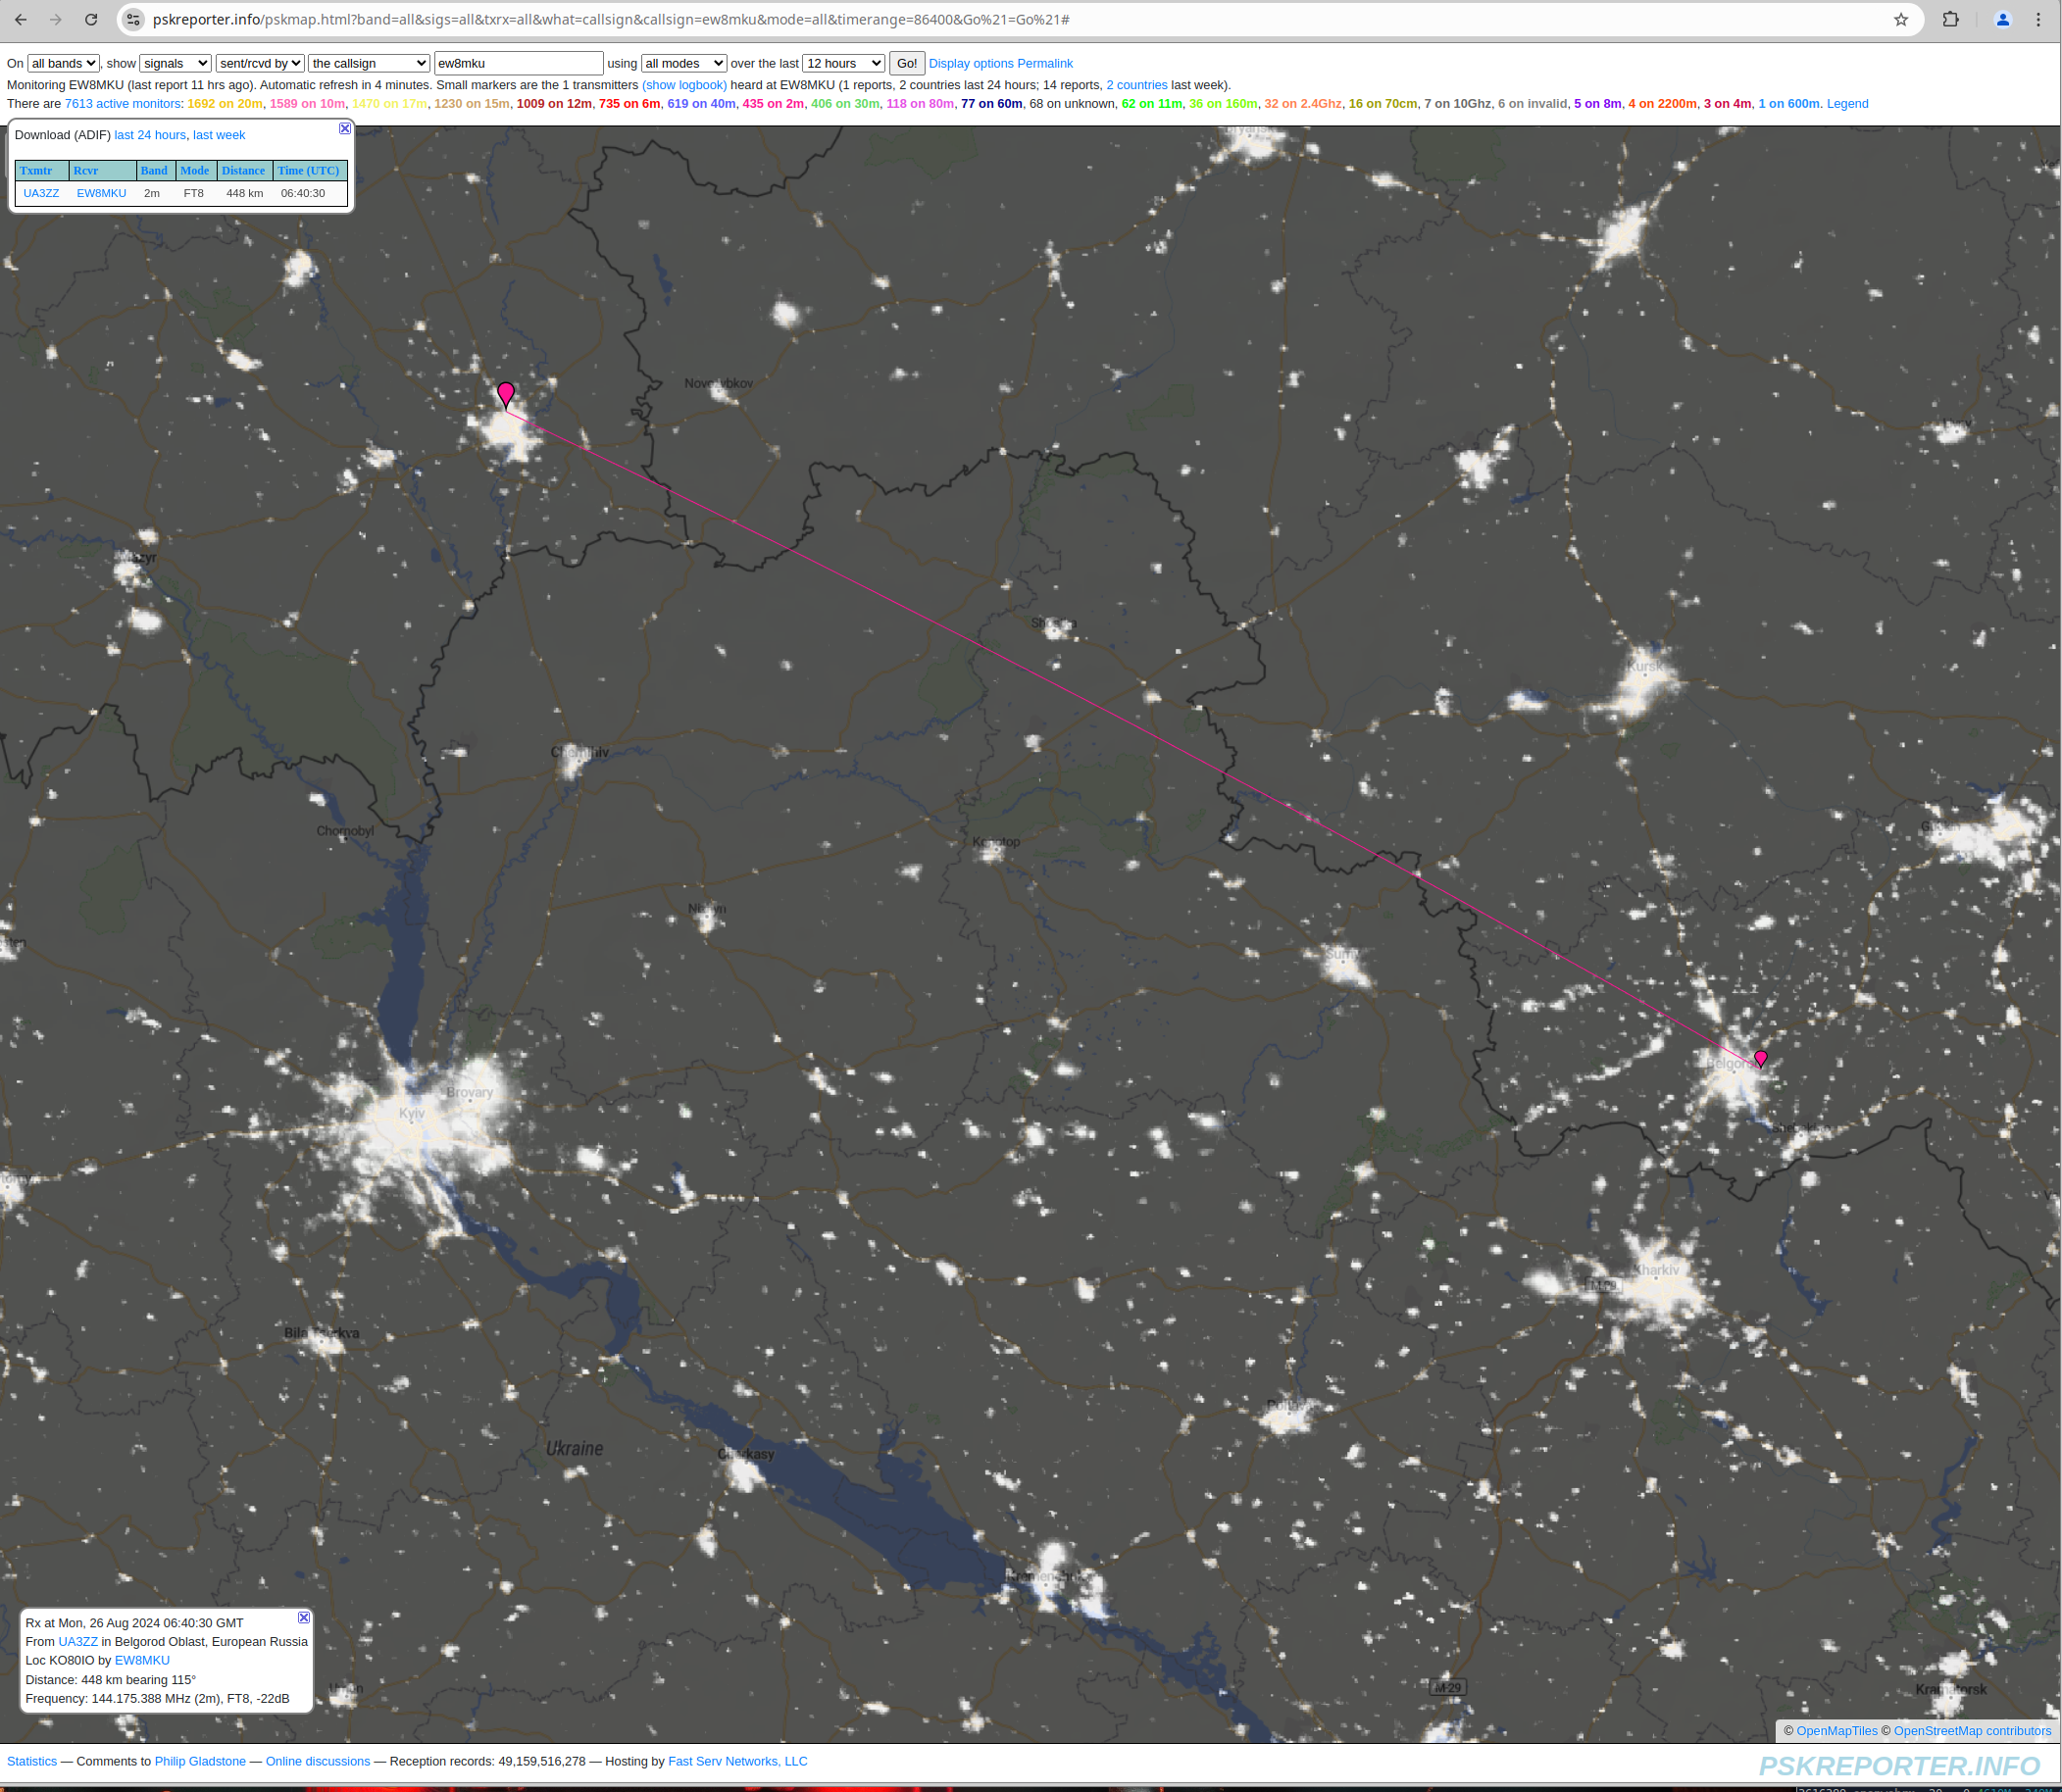 pskreporter.info/pskmap.html?band=all&sigs=all&txrx=all&what=callsign&callsign=ew8mku&mode=all&timerange=86400&Go%21=Go%21#
On all bands, show signals sent/rcvd by the callsign ew8mku using all modes over the last 12 hours Go! Display options Permalink
Monitoring EW8MKU (last report 11 hrs ago). Automatic refresh in 4 minutes. Small markers are the 1 transmitters (show logbook) heard at EW8MKU (1 reports, 2 countries last 24 hours; 14 reports, 2 countries last week).
There are 7613 active monitors: 1692 on 20m, 1589 on 10m, 1470 on 17m, 1230 on 15m, 1009 on 12m, 735 on 6m, 619 on 40m, 435 on 2m, 406 on 30m, 118 on 80m, 77 on 60m, 68 on unknown, 62 on 11m, 36 on 160m, 32 on 2.4Ghz, 16 on 70cm, 7 on 10Ghz, 6 on invalid, 5 on 8m, 4 on 2200m, 3 on 4m, 1 on 600m. Legend
Download (ADIF) last 24 hours, last week
Txmtr Rcvr Band Mode Distance Time (UTC)
UA3ZZ EW8MKU 2m FT8 448 km 06:40:30
Kursk
Chernihiv
Chornobyl
Konotop
Nizhyn
Sumy
Belgorod
Brovary
Kyiv
Kharkiv
Bila Tserkva
Ukraine
Cherkasy
Kremenchuk
M-29
Kramatorsk
Rx at Mon, 26 Aug 2024 06:40:30 GMT
From UA3ZZ in Belgorod Oblast, European Russia
Loc KO80IO by EW8MKU
Distance: 448 km bearing 115°
Frequency: 144.175.388 MHz (2m), FT8, -22dB
© OpenMapTiles © OpenStreetMap contributors
Statistics — Comments to Philip Gladstone — Online discussions — Reception records: 49,159,516,278 — Hosting by Fast Serv Networks, LLC
PSKREPORTER.INFO